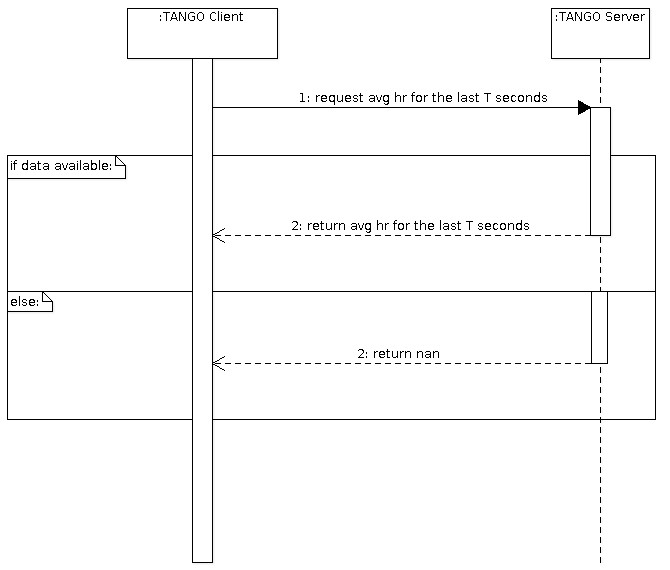 :TANGO Client
:TANGO Server
1: request avg hr for the last T seconds
if data available:
2: return avg hr for the last T seconds
else:
2: return nan